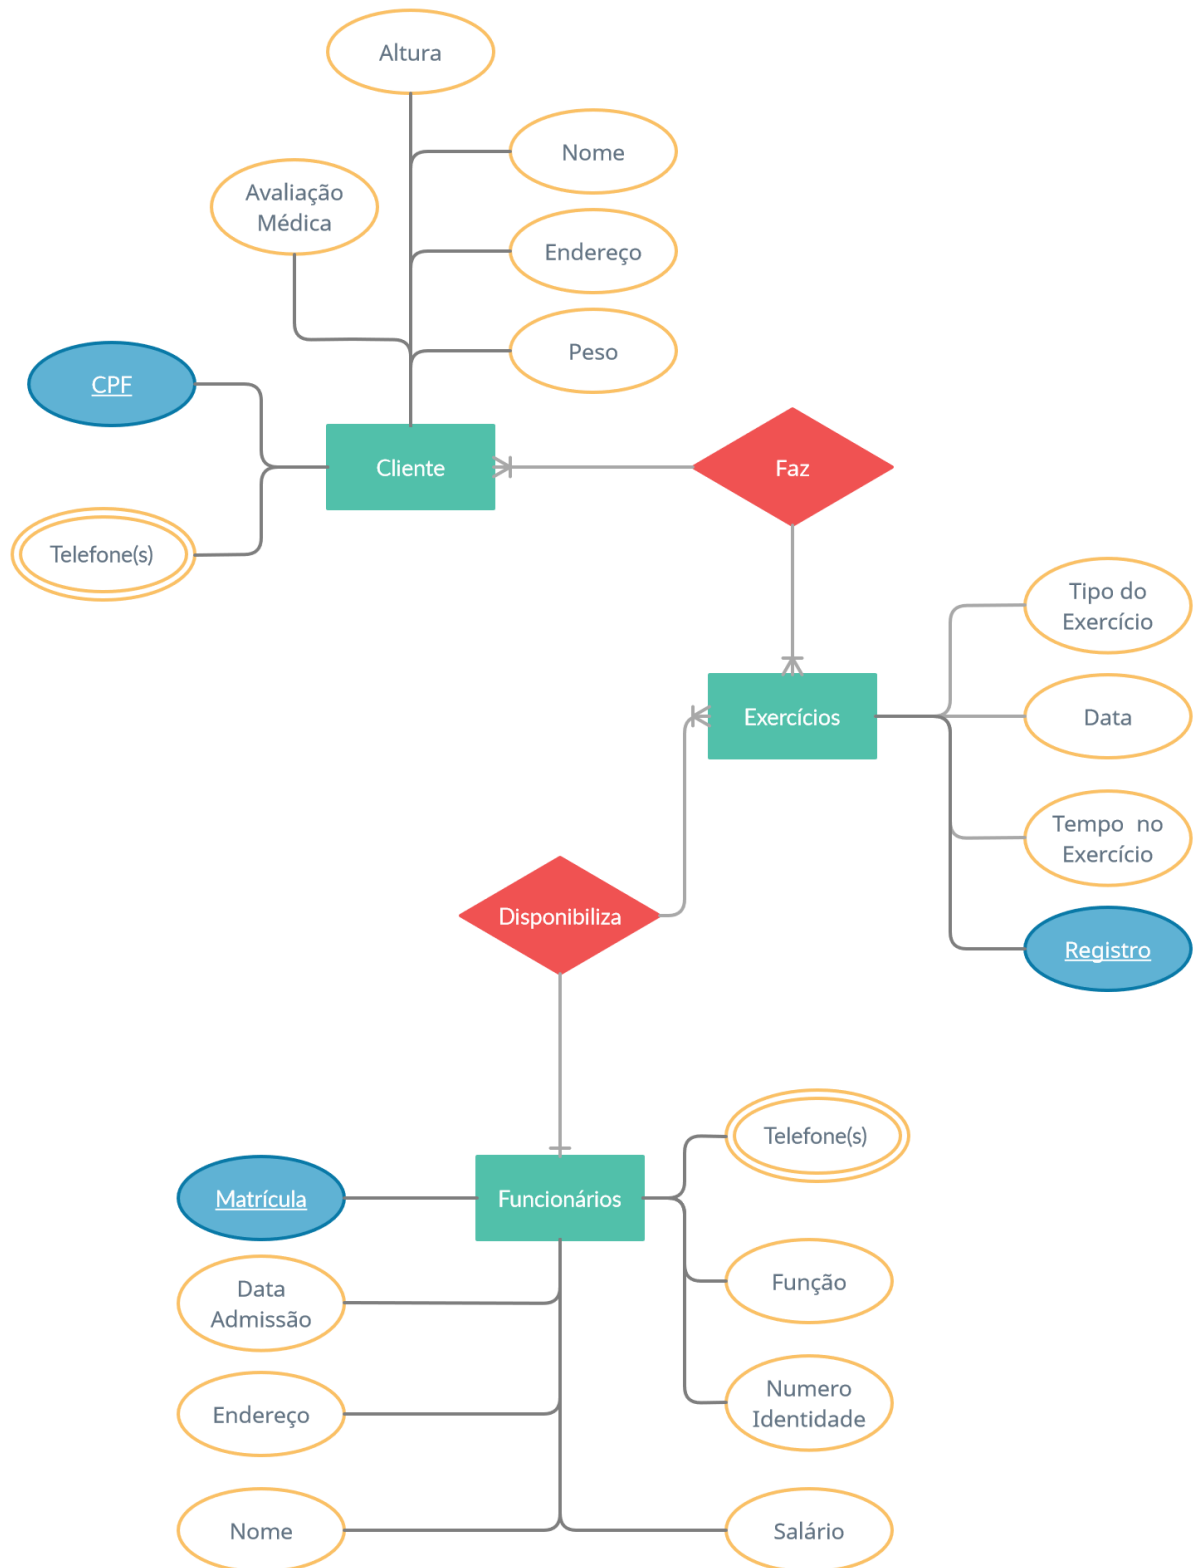 Altura
Nome
Avaliação
Médica
Endereço
Peso
CPF
Cliente
Faz
Telefone(s)
Tipo do
Exercício
Exercícios
Data
Tempo no
Exercício
Disponibiliza
Registro
Telefone(s)
Matrícula
Funcionários
Função
Data
Admissão
Numero
Identidade
Endereço
Nome
Salário